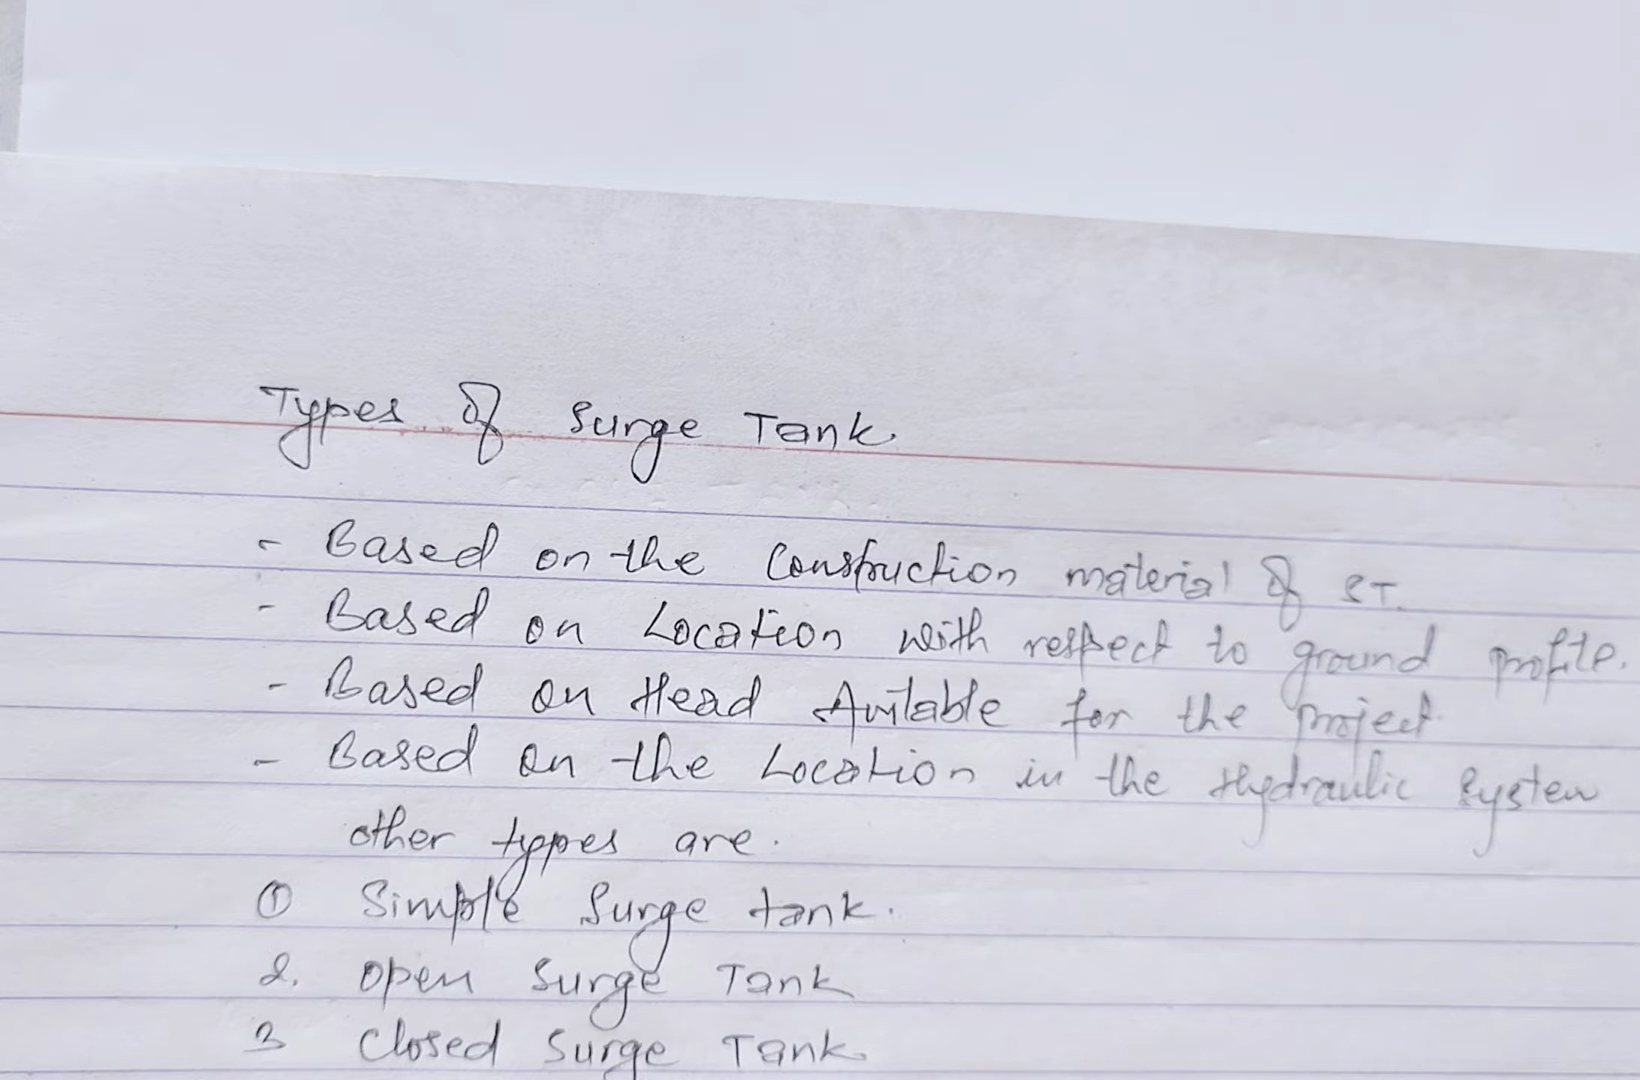 Types of Surge Tank.
- Based on the Construction material of ST.
- Based on Location with respect to ground profile.
- Based on Head Avilable for the project.
- Based on the Location in the Hydraulic System
other types are.
① Simple Surge tank.
2. open Surge Tank
3 Closed Surge Tank.